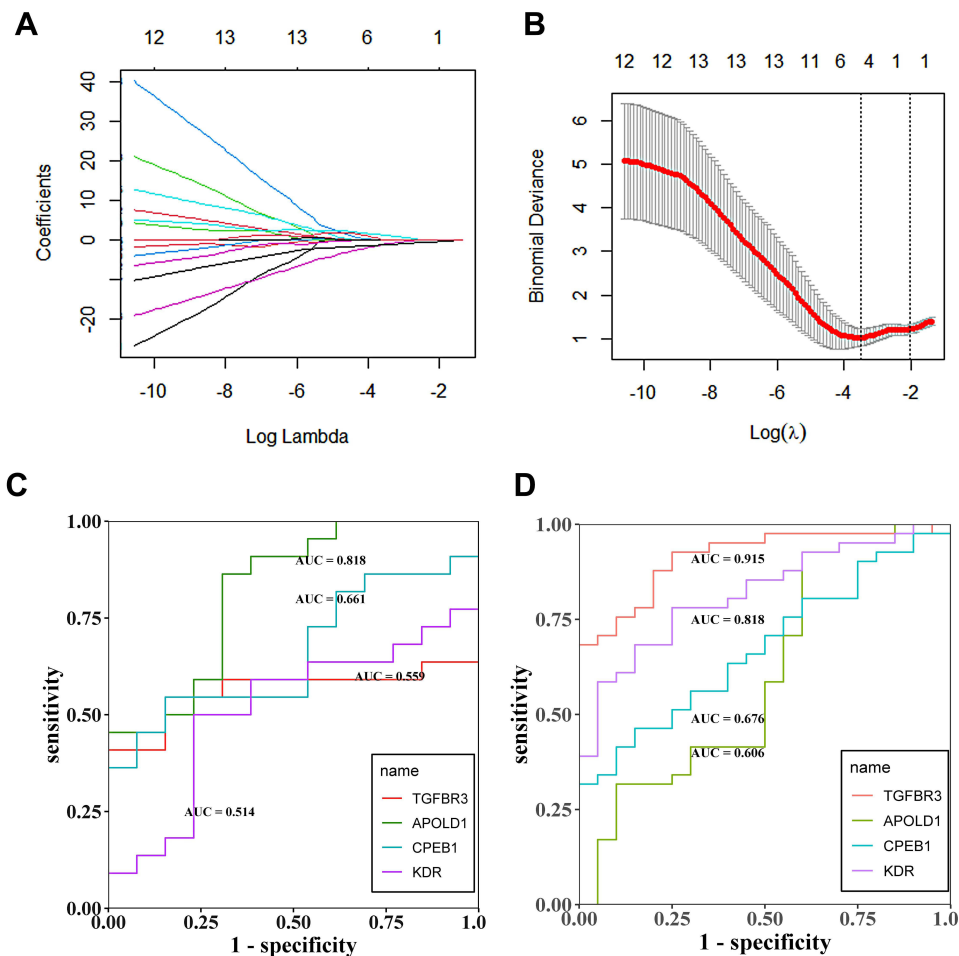 A
12 13 13 6 1
40
30
20
10
0
-20
Coefficients
-10 -8 -6 -4 -2
Log Lambda
B
12 12 13 13 13 11 6 4 1 1
6
5
4
3
2
1
Binomial Deviance
-10 -8 -6 -4 -2
Log(λ)
C
1.00
0.75
0.50
0.25
0.00
sensitivity
AUC = 0.818
AUC = 0.661
AUC = 0.559
AUC = 0.514
name
TGFBR3
APOLD1
CPEB1
KDR
0.00 0.25 0.50 0.75 1.0
1 - specificity
D
1.00
0.75
0.50
0.25
0.00
sensitivity
AUC = 0.915
AUC = 0.818
AUC = 0.676
AUC = 0.606
name
TGFBR3
APOLD1
CPEB1
KDR
0.00 0.25 0.50 0.75 1.0
1 - specificity